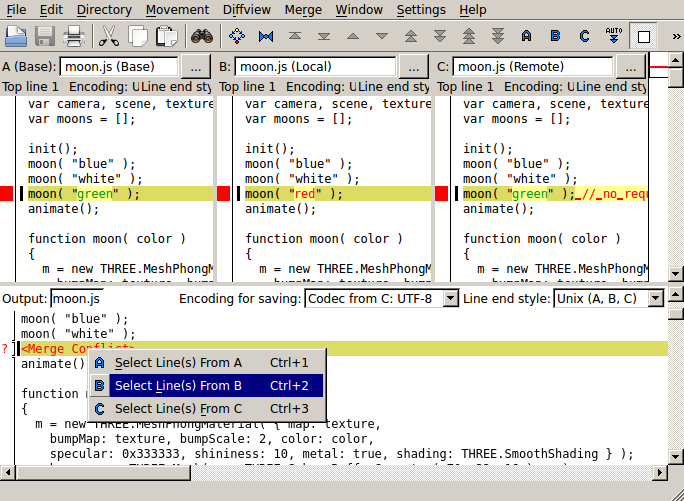 File Edit Directory Movement Diffview Merge Window Settings Help
A B C AUTO »
A (Base): moon.js (Base) ... B: moon.js (Local) ... C: moon.js (Remote) ...
Top line 1 Encoding: U Line end sty Top line 1 Encoding: U Line end sty Top line 1 Encoding: U Line end sty
var camera, scene, texture var camera, scene, texture var camera, scene, texture
var moons = []; var moons = []; var moons = [];
init(); init(); init();
moon( "blue" ); moon( "blue" ); moon( "blue" );
moon( "white" ); moon( "white" ); moon( "white" );
moon( "green" ); moon( "red" ); moon( "green" ); // no requ
animate(); animate(); animate();
function moon( color ) function moon( color ) function moon( color )
{ { {
m = new THREE.MeshPhongM m = new THREE.MeshPhongM m = new THREE.MeshPhongM
Output: moon.js Encoding for saving: Codec from C: UTF-8 Line end style: Unix (A, B, C)
moon( "blue" );
moon( "white" );
? <Merge Conflict>
animate()
function
{
m = new THREE.MeshPhongMaterial( { map: texture,
bumpMap: texture, bumpScale: 2, color: color,
specular: 0x333333, shininess: 10, metal: true, shading: THREE.SmoothShading } );
A Select Line(s) From A Ctrl+1
B Select Line(s) From B Ctrl+2
C Select Line(s) From C Ctrl+3